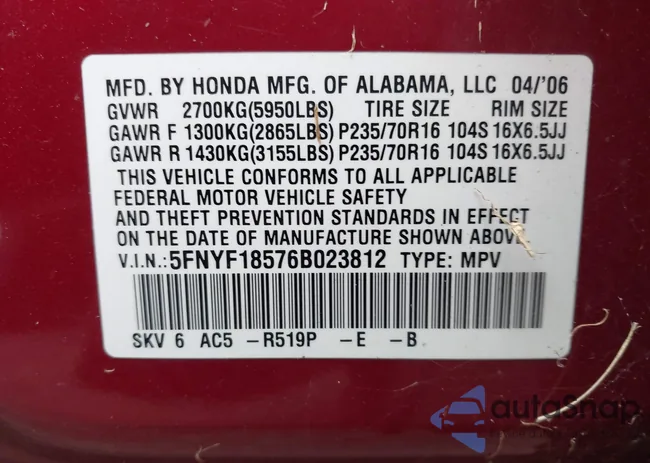 MFD. BY HONDA MFG. OF ALABAMA, LLC 04/'06
GVWR 2700KG(5950LBS) TIRE SIZE RIM SIZE
GAWR F 1300KG(2865LBS) P235/70R16 104S 16X6.5JJ
GAWR R 1430KG(3155LBS) P235/70R16 104S 16X6.5JJ
THIS VEHICLE CONFORMS TO ALL APPLICABLE
FEDERAL MOTOR VEHICLE SAFETY
AND THEFT PREVENTION STANDARDS IN EFFECT
ON THE DATE OF MANUFACTURE SHOWN ABOVE.
V.I.N.:5FNYF18576B023812 TYPE: MPV
SKV 6 AC5 –R519P –E –B
autoSnap